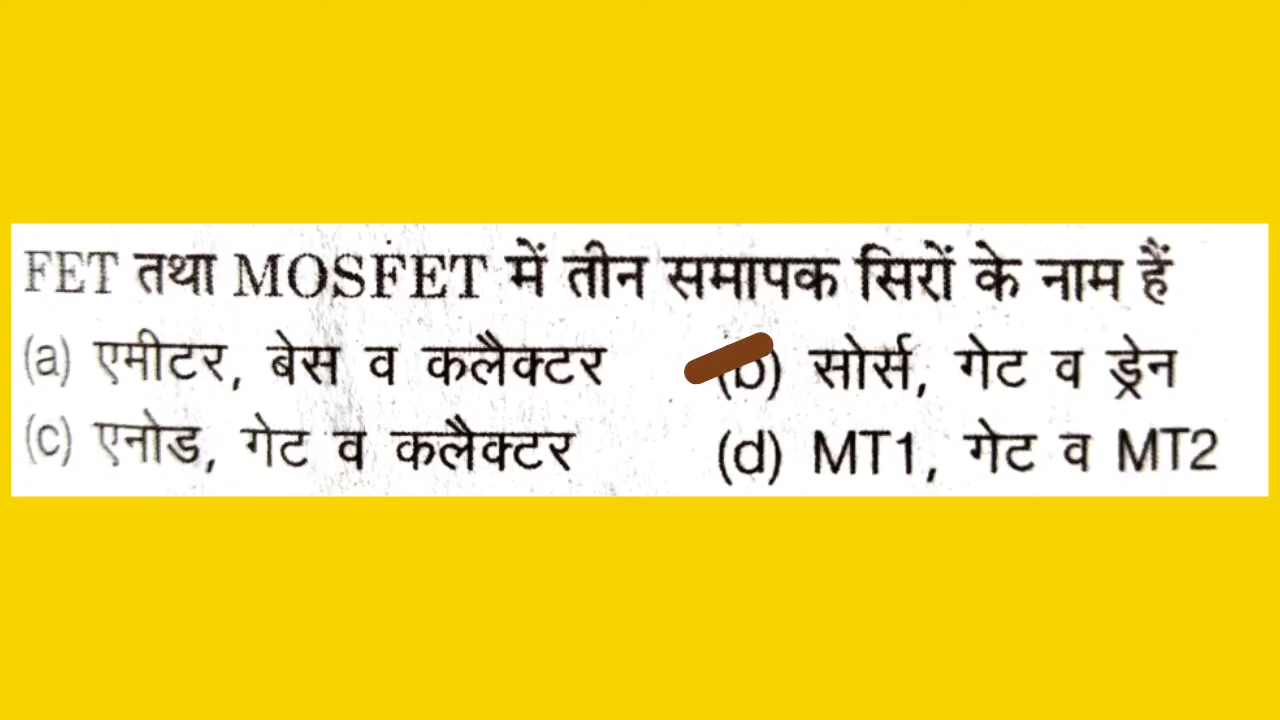 FET तथा MOSFET में तीन समापक सिरों के नाम हैं
(a) एमीटर, बेस व कलैक्टर (b) सोर्स, गेट व ड्रेन
(c) एनोड, गेट व कलैक्टर (d) MT1, गेट व MT2